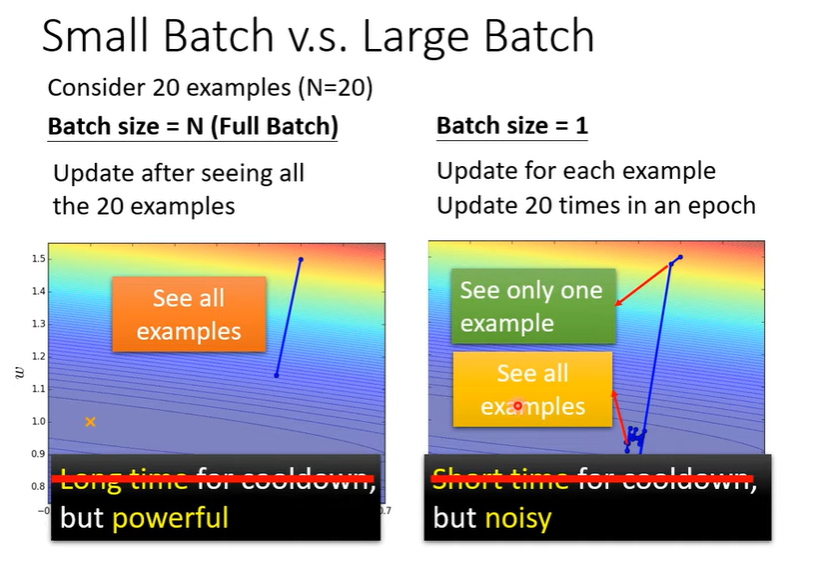 Small Batch v.s. Large Batch
Consider 20 examples (N=20)
Batch size = N (Full Batch)
Update after seeing all
the 20 examples
See all
examples
1.5
1.4
1.3
1.2
1.1
1.0
0.9
0.8
w
Long time for cooldown,
but powerful
0.7
Batch size = 1
Update for each example
Update 20 times in an epoch
See only one
example
See all
examples
Short time for cooldown,
but noisy